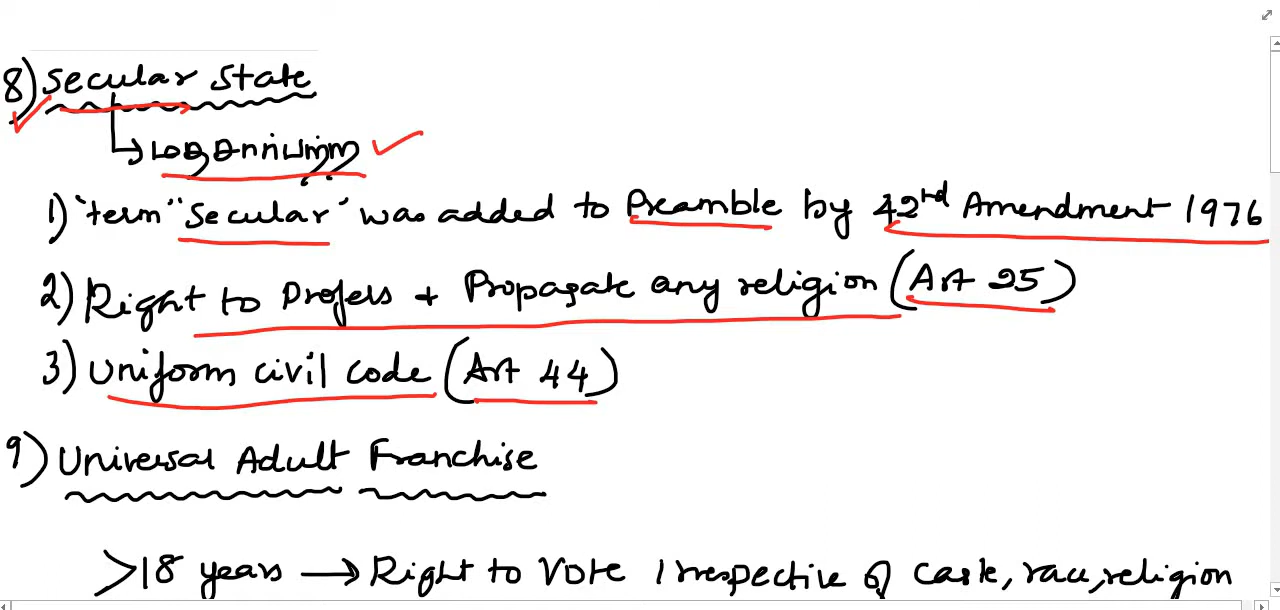 8) Secular State
மதசார்பற்ற
1) "term "Secular" was added to Preamble by 42nd Amendment 1976
2) Right to Profess + Propagate any religion (Art 25)
3) Uniform civil code (Art 44)
9) Universal Adult Franchise
>18 years → Right to Vote Irrespective of caste, race, religion